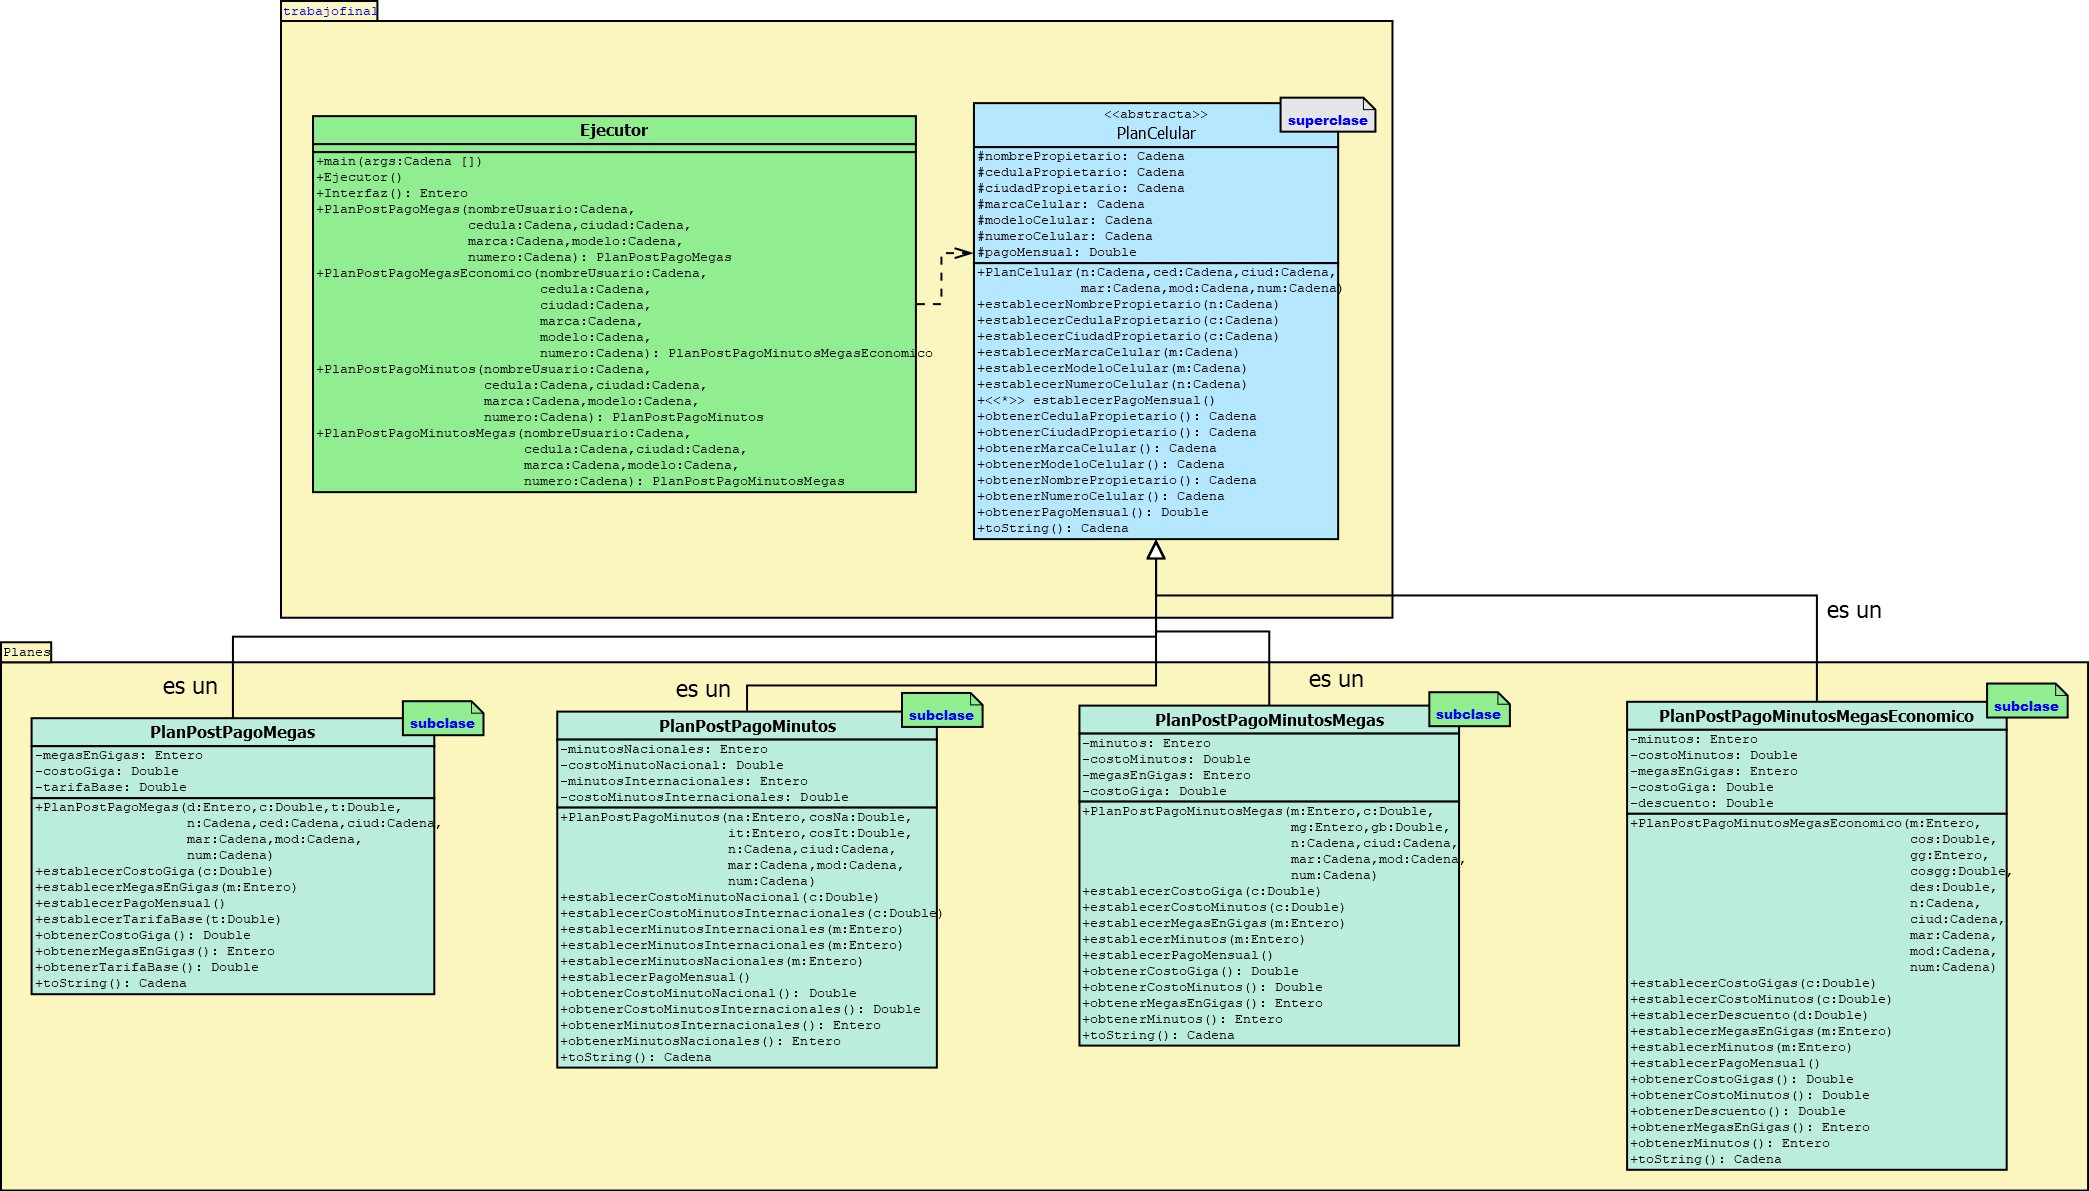 trabajofinal
Ejecutor
+main(args:Cadena [])
+Ejecutor()
+Interfaz(): Entero
+PlanPostPagoMegas(nombreUsuario:Cadena,
cedula:Cadena,ciudad:Cadena,
marca:Cadena,modelo:Cadena,
numero:Cadena): PlanPostPagoMegas
+PlanPostPagoMegasEconomico(nombreUsuario:Cadena,
cedula:Cadena,
ciudad:Cadena,
marca:Cadena,
modelo:Cadena,
numero:Cadena): PlanPostPagoMinutosMegasEconomico
+PlanPostPagoMinutos(nombreUsuario:Cadena,
cedula:Cadena,ciudad:Cadena,
marca:Cadena,modelo:Cadena,
numero:Cadena): PlanPostPagoMinutos
+PlanPostPagoMinutosMegas(nombreUsuario:Cadena,
cedula:Cadena,ciudad:Cadena,
marca:Cadena,modelo:Cadena,
numero:Cadena): PlanPostPagoMinutosMegas
<<abstracta>>
PlanCelular
superclase
#nombrePropietario: Cadena
#cedulaPropietario: Cadena
#ciudadPropietario: Cadena
#marcaCelular: Cadena
#modeloCelular: Cadena
#numeroCelular: Cadena
#pagoMensual: Double
+PlanCelular(n:Cadena,ced:Cadena,ciud:Cadena,
mar:Cadena,mod:Cadena,num:Cadena)
+establecerNombrePropietario(n:Cadena)
+establecerCedulaPropietario(c:Cadena)
+establecerCiudadPropietario(c:Cadena)
+establecerMarcaCelular(m:Cadena)
+establecerModeloCelular(m:Cadena)
+establecerNumeroCelular(n:Cadena)
+<<*>> establecerPagoMensual()
+obtenerCedulaPropietario(): Cadena
+obtenerCiudadPropietario(): Cadena
+obtenerMarcaCelular(): Cadena
+obtenerModeloCelular(): Cadena
+obtenerNombrePropietario(): Cadena
+obtenerNumeroCelular(): Cadena
+obtenerPagoMensual(): Double
+toString(): Cadena
es un
Planes
es un
es un
es un
PlanPostPagoMegas
subclase
-megasEnGigas: Entero
-costoGiga: Double
-tarifaBase: Double
+PlanPostPagoMegas(d:Entero,c:Double,t:Double,
n:Cadena,ced:Cadena,ciud:Cadena,
mar:Cadena,mod:Cadena,
num:Cadena)
+establecerCostoGiga(c:Double)
+establecerMegasEnGigas(m:Entero)
+establecerPagoMensual()
+establecerTarifaBase(t:Double)
+obtenerCostoGiga(): Double
+obtenerMegasEnGigas(): Entero
+obtenerTarifaBase(): Double
+toString(): Cadena
PlanPostPagoMinutos
subclase
-minutosNacionales: Entero
-costoMinutoNacional: Double
-minutosInternacionales: Entero
-costoMinutosInternacionales: Double
+PlanPostPagoMinutos(na:Entero,cosNa:Double,
it:Entero,cosIt:Double,
n:Cadena,ciud:Cadena,
mar:Cadena,mod:Cadena,
num:Cadena)
+establecerCostoMinutoNacional(c:Double)
+establecerCostoMinutosInternacionales(c:Double)
+establecerMinutosInternacionales(m:Entero)
+establecerMinutosInternacionales(m:Entero)
+establecerMinutosNacionales(m:Entero)
+establecerPagoMensual()
+obtenerCostoMinutoNacional(): Double
+obtenerCostoMinutosInternacionales(): Double
+obtenerMinutosInternacionales(): Entero
+obtenerMinutosNacionales(): Entero
+toString(): Cadena
PlanPostPagoMinutosMegas
subclase
-minutos: Entero
-costoMinutos: Double
-megasEnGigas: Entero
-costoGiga: Double
+PlanPostPagoMinutosMegas(m:Entero,c:Double,
mg:Entero,gb:Double,
n:Cadena,ciud:Cadena,
mar:Cadena,mod:Cadena,
num:Cadena)
+establecerCostoGiga(c:Double)
+establecerCostoMinutos(c:Double)
+establecerMegasEnGigas(m:Entero)
+establecerMinutos(m:Entero)
+establecerPagoMensual()
+obtenerCostoGiga(): Double
+obtenerCostoMinutos(): Double
+obtenerMegasEnGigas(): Entero
+obtenerMinutos(): Entero
+toString(): Cadena
PlanPostPagoMinutosMegasEconomico
subclase
-minutos: Entero
-costoMinutos: Double
-megasEnGigas: Entero
-costoGiga: Double
-descuento: Double
+PlanPostPagoMinutosMegasEconomico(m:Entero,
cos:Double,
gg:Entero,
cosgg:Double,
des:Double,
n:Cadena,
ciud:Cadena,
mar:Cadena,
mod:Cadena,
num:Cadena)
+establecerCostoGigas(c:Double)
+establecerCostoMinutos(c:Double)
+establecerDescuento(d:Double)
+establecerMegasEnGigas(m:Entero)
+establecerMinutos(m:Entero)
+establecerPagoMensual()
+obtenerCostoGigas(): Double
+obtenerCostoMinutos(): Double
+obtenerDescuento(): Double
+obtenerMegasEnGigas(): Entero
+obtenerMinutos(): Entero
+toString(): Cadena